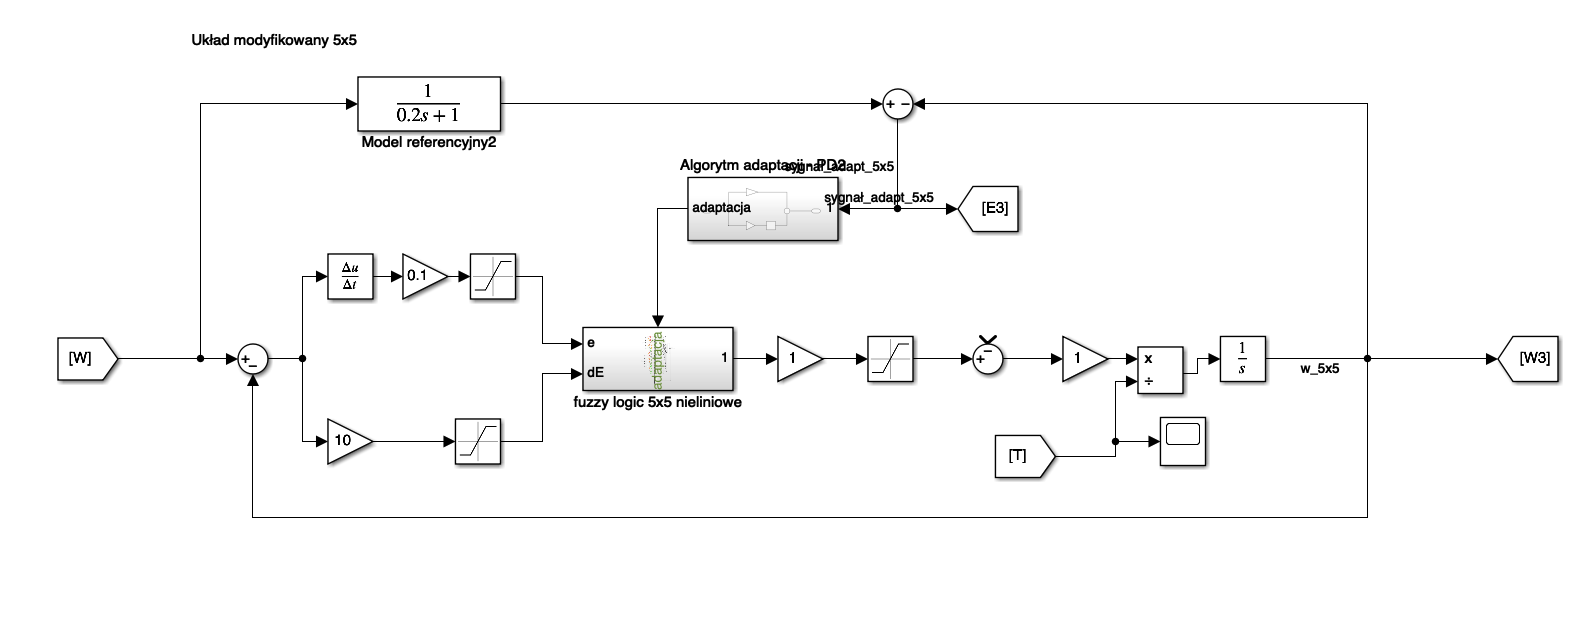 Układ modyfikowany 5x5
1
0.2s + 1
Model referencyjny2
+ −
Algorytm adaptacji - PD2
sygnał_adapt_5x5
sygnał_adapt_5x5
adaptacja
1
[E3]
Δu
Δt
0.1
[W]
+
−
e
dE
adaptacja
1
fuzzy logic 5x5 nieliniowe
1
+
−
1
x
÷
1
s
w_5x5
[W3]
10
[T]